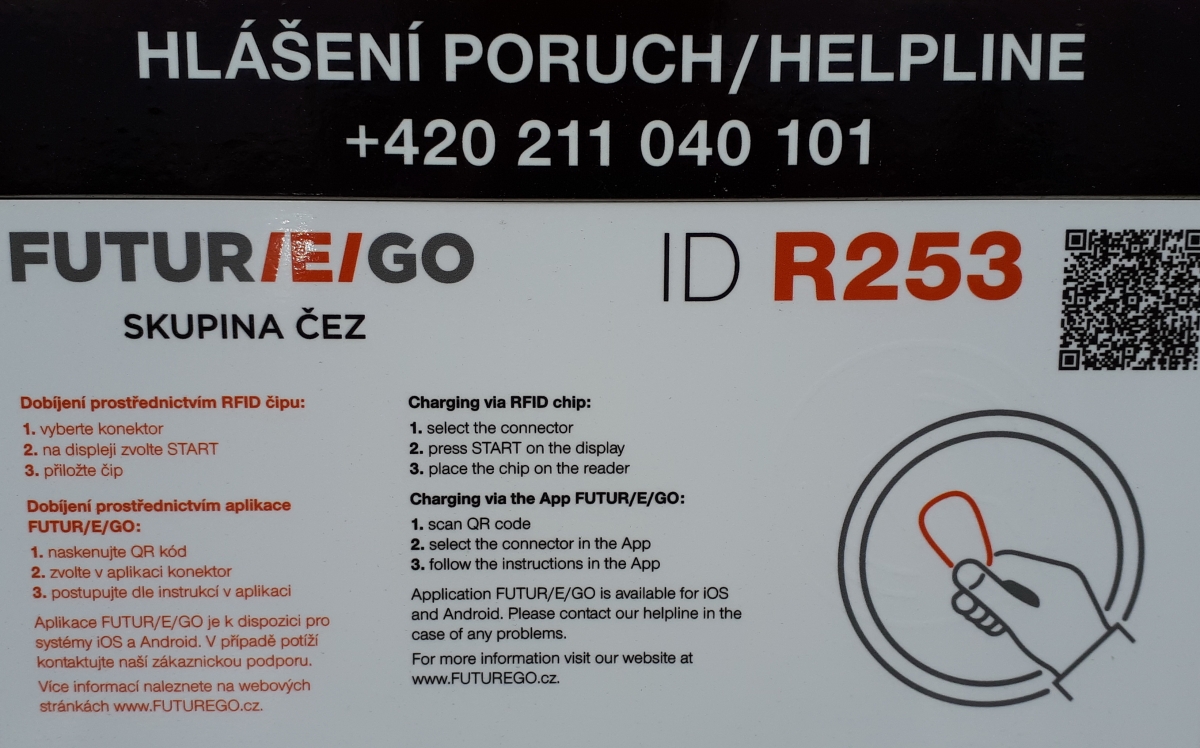 HLÁŠENÍ PORUCH/HELPLINE
+420 211 040 101
FUTUR/E/GO
SKUPINA ČEZ
ID R253
Dobíjení prostřednictvím RFID čipu:
1. vyberte konektor
2. na displeji zvolte START
3. přiložte čip
Dobíjení prostřednictvím aplikace
FUTUR/E/GO:
1. naskenujte QR kód
2. zvolte v aplikaci konektor
3. postupujte dle instrukcí v aplikaci
Aplikace FUTUR/E/GO je k dispozici pro
systémy iOS a Android. V případě potíží
kontaktujte naší zákaznickou podporu.
Více informací naleznete na webových
stránkách www.FUTUREGO.cz.
Charging via RFID chip:
1. select the connector
2. press START on the display
3. place the chip on the reader
Charging via the App FUTUR/E/GO:
1. scan QR code
2. select the connector in the App
3. follow the instructions in the App
Application FUTUR/E/GO is available for iOS
and Android. Please contact our helpline in the
case of any problems.
For more information visit our website at
www.FUTUREGO.cz.